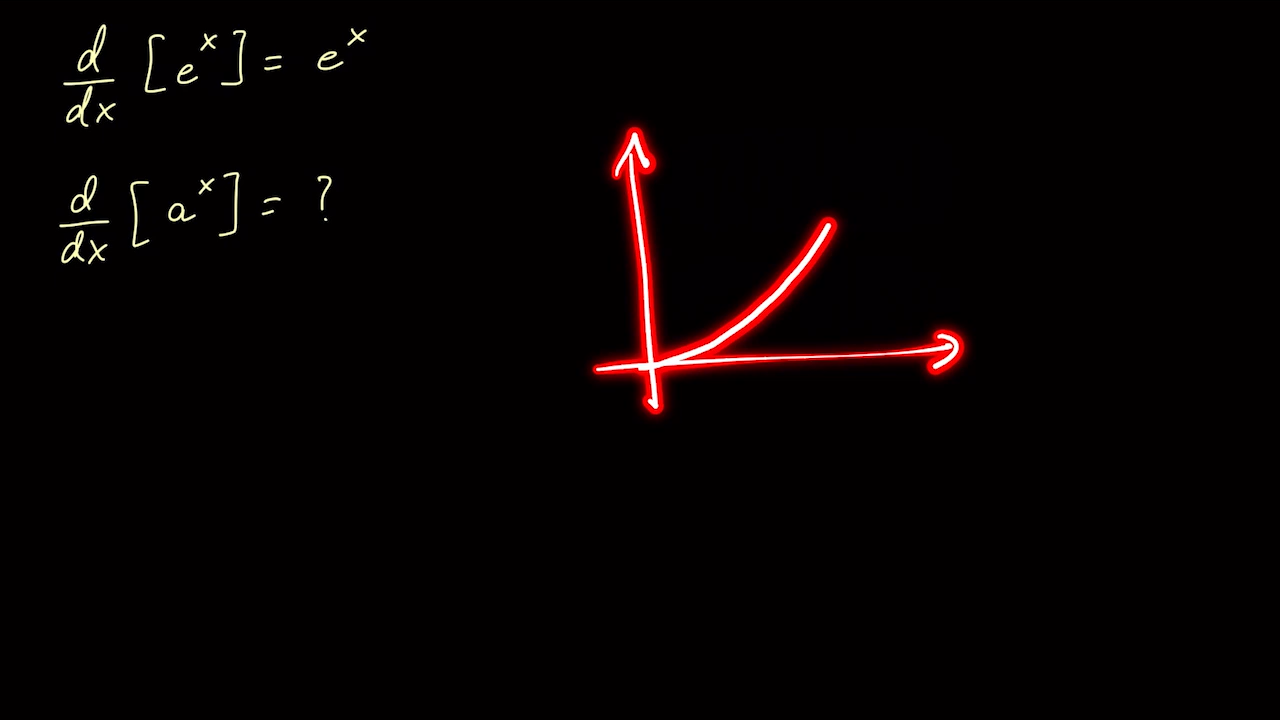 d/dx [e^x] = e^x
d/dx [a^x] = ?